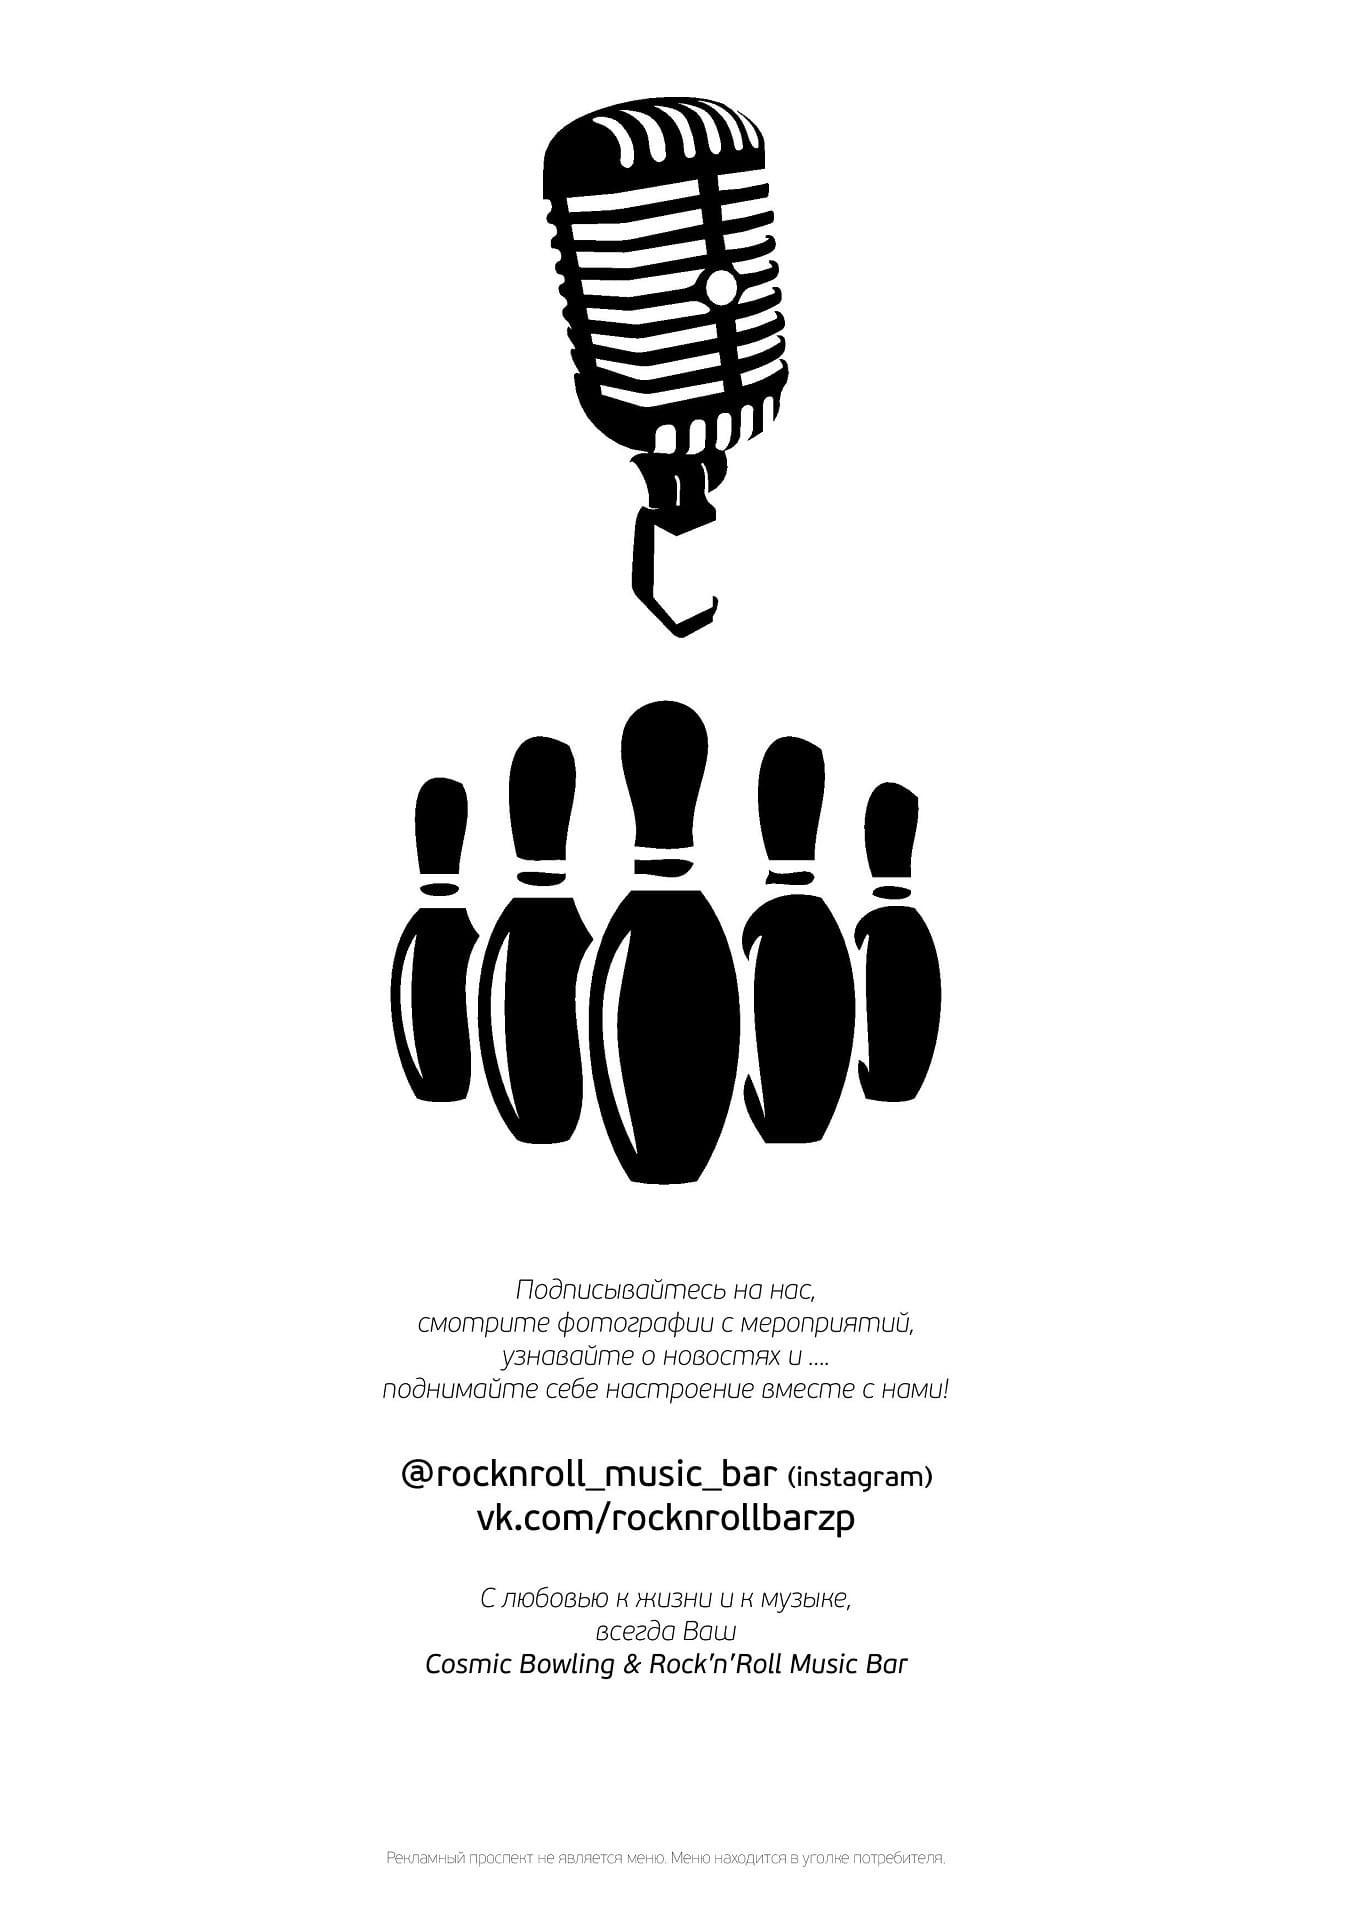 Подписывайтесь на нас,
смотрите фотографии с мероприятий,
узнавайте о новостях и ....
поднимайте себе настроение вместе с нами!
@rocknroll_music_bar (instagram)
vk.com/rocknrollbarzp
С любовью к жизни и к музыке,
всегда Ваш
Cosmic Bowling & Rock'n'Roll Music Bar
Рекламный проспект не является меню. Меню находится в уголке потребителя.